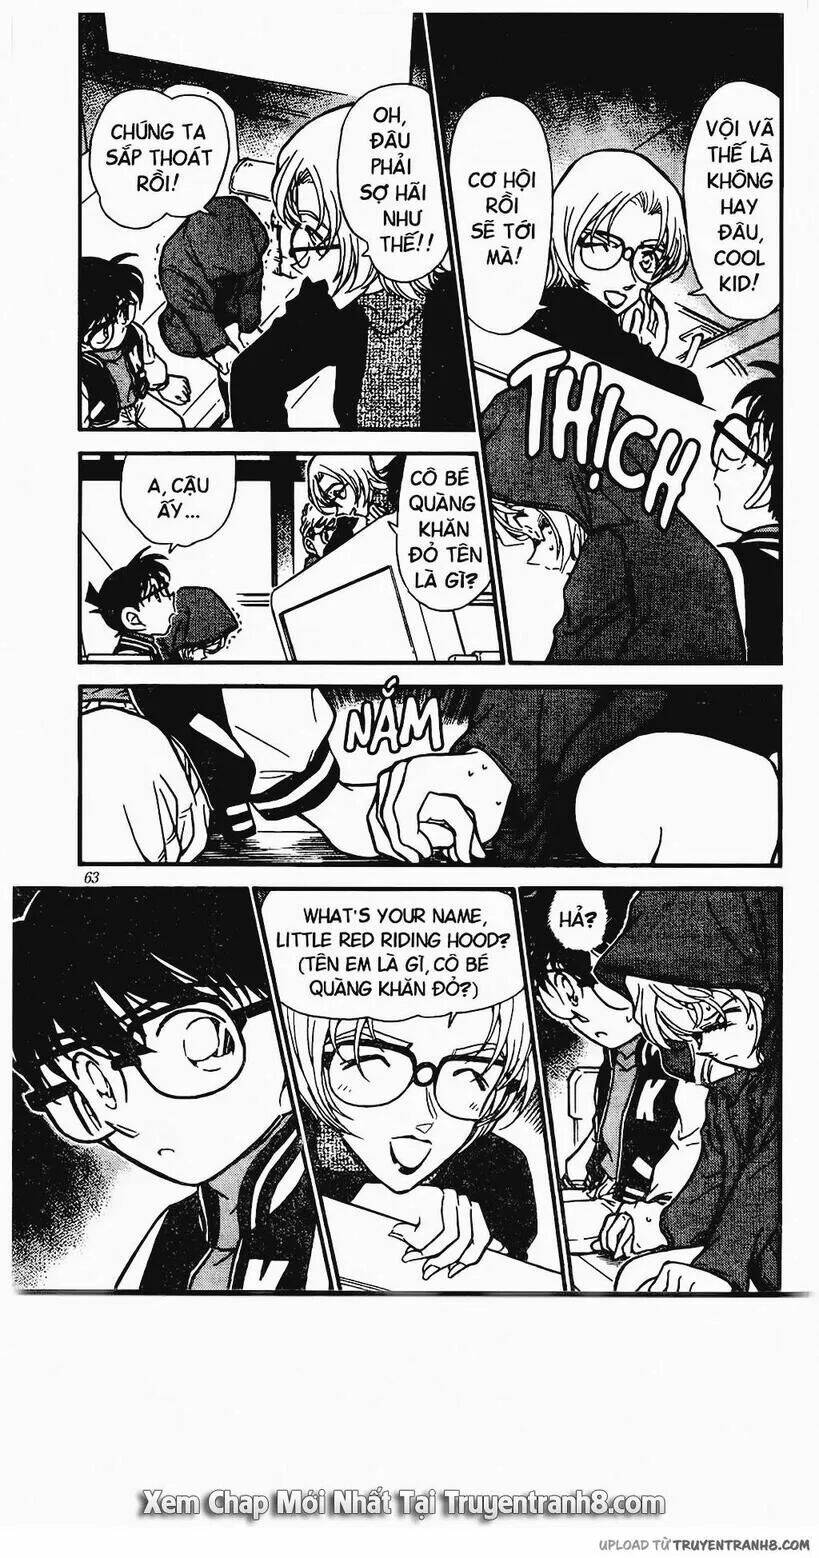 VỘI VÃ
THẾ LÀ
KHÔNG
HAY
ĐÂU,
COOL
KID!
CƠ HỘI
RỒI
SẼ TỚI
MÀ!
THỊCH
OH,
ĐÂU
PHẢI
SỢ HÃI
NHƯ
THẾ!!
CHÚNG TA
SẮP THOÁT
RỒI!
CÔ BÉ
QUÀNG
KHĂN
ĐỎ TÊN
LÀ GÌ?
A, CẬU
ẤY...
NẮM
63
HẢ?
WHAT'S YOUR NAME,
LITTLE RED RIDING HOOD?
(TÊN EM LÀ GÌ, CÔ BÉ
QUÀNG KHĂN ĐỎ?)
K
K
Xem Chap Mới Nhất Tại Truyentranh8.com
UPLOAD TỪ TRUYENTRANH8.COM